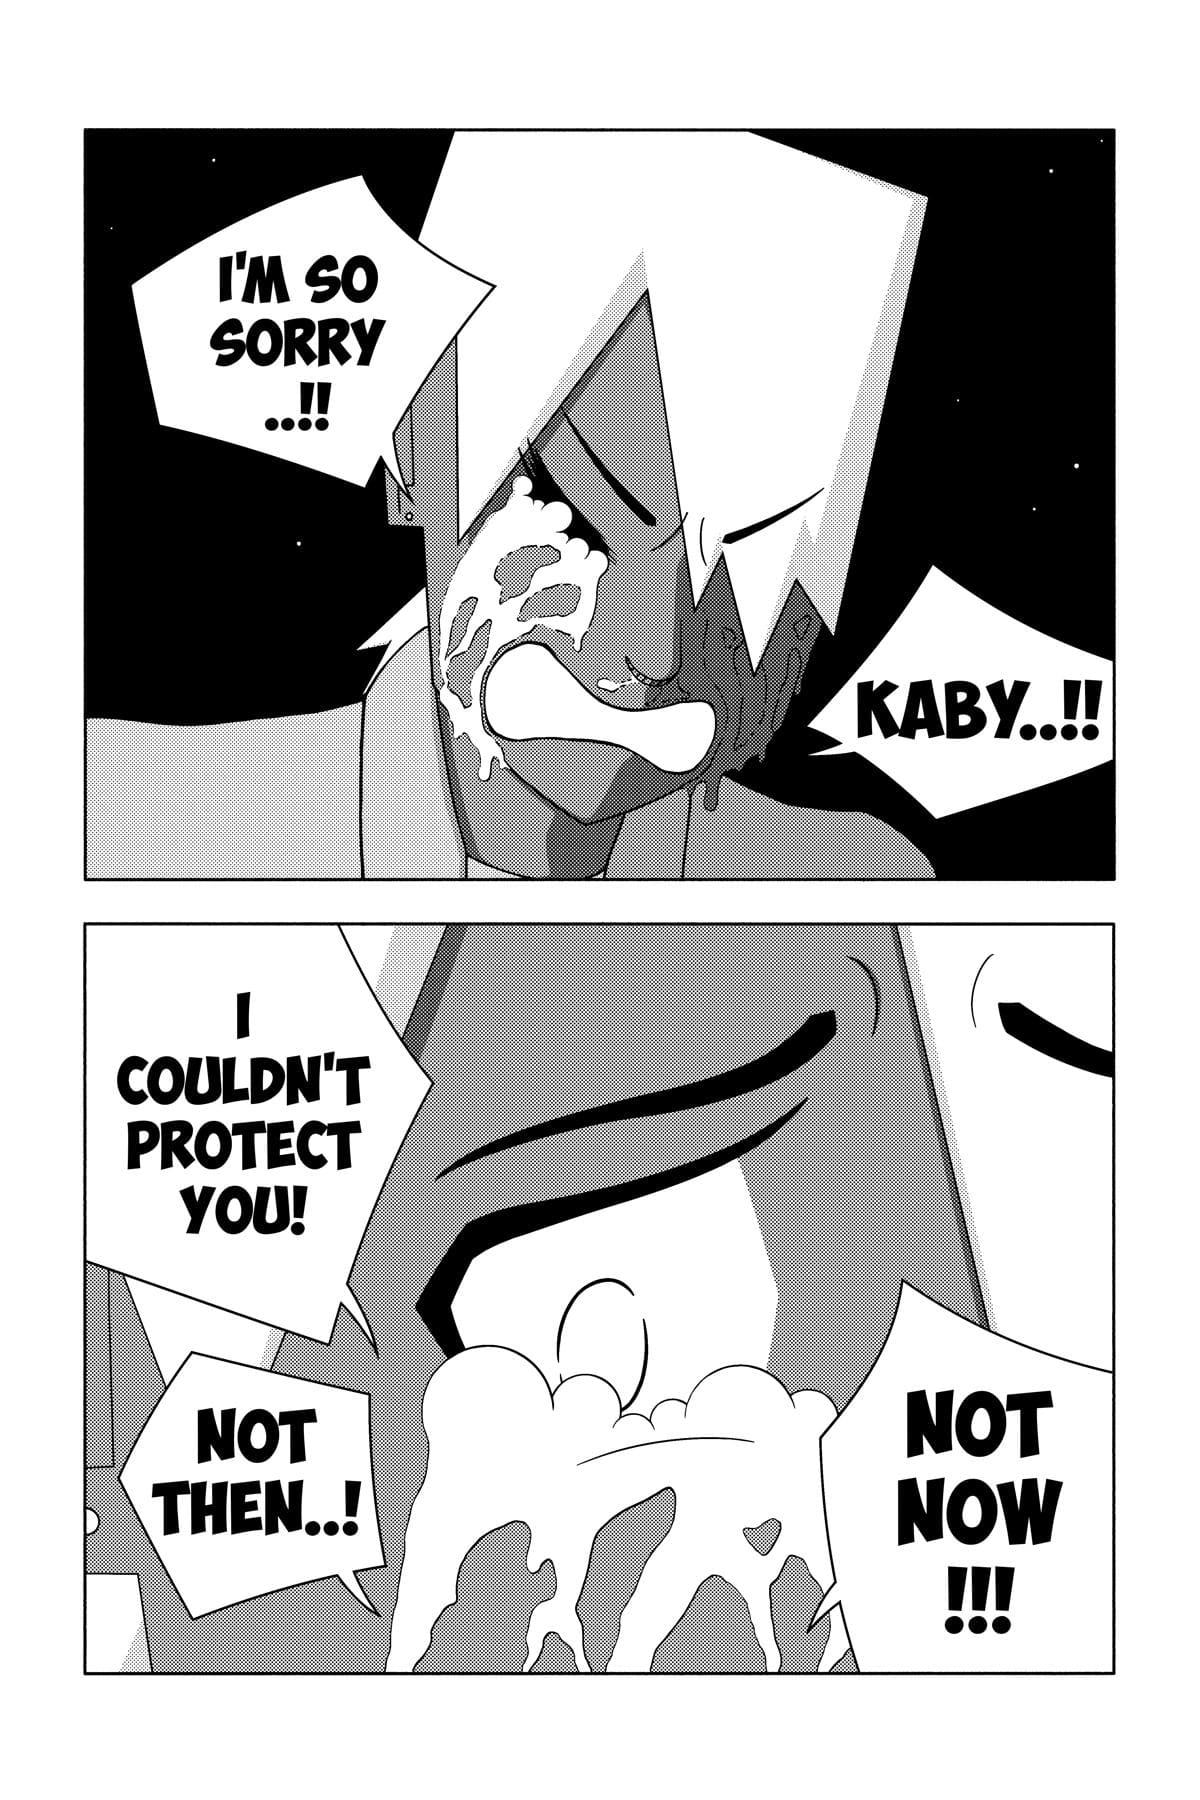 I'M SO
SORRY
..!!
KABY..!!
I
COULDN'T
PROTECT
YOU!
NOT
THEN..!
NOT
NOW
!!!